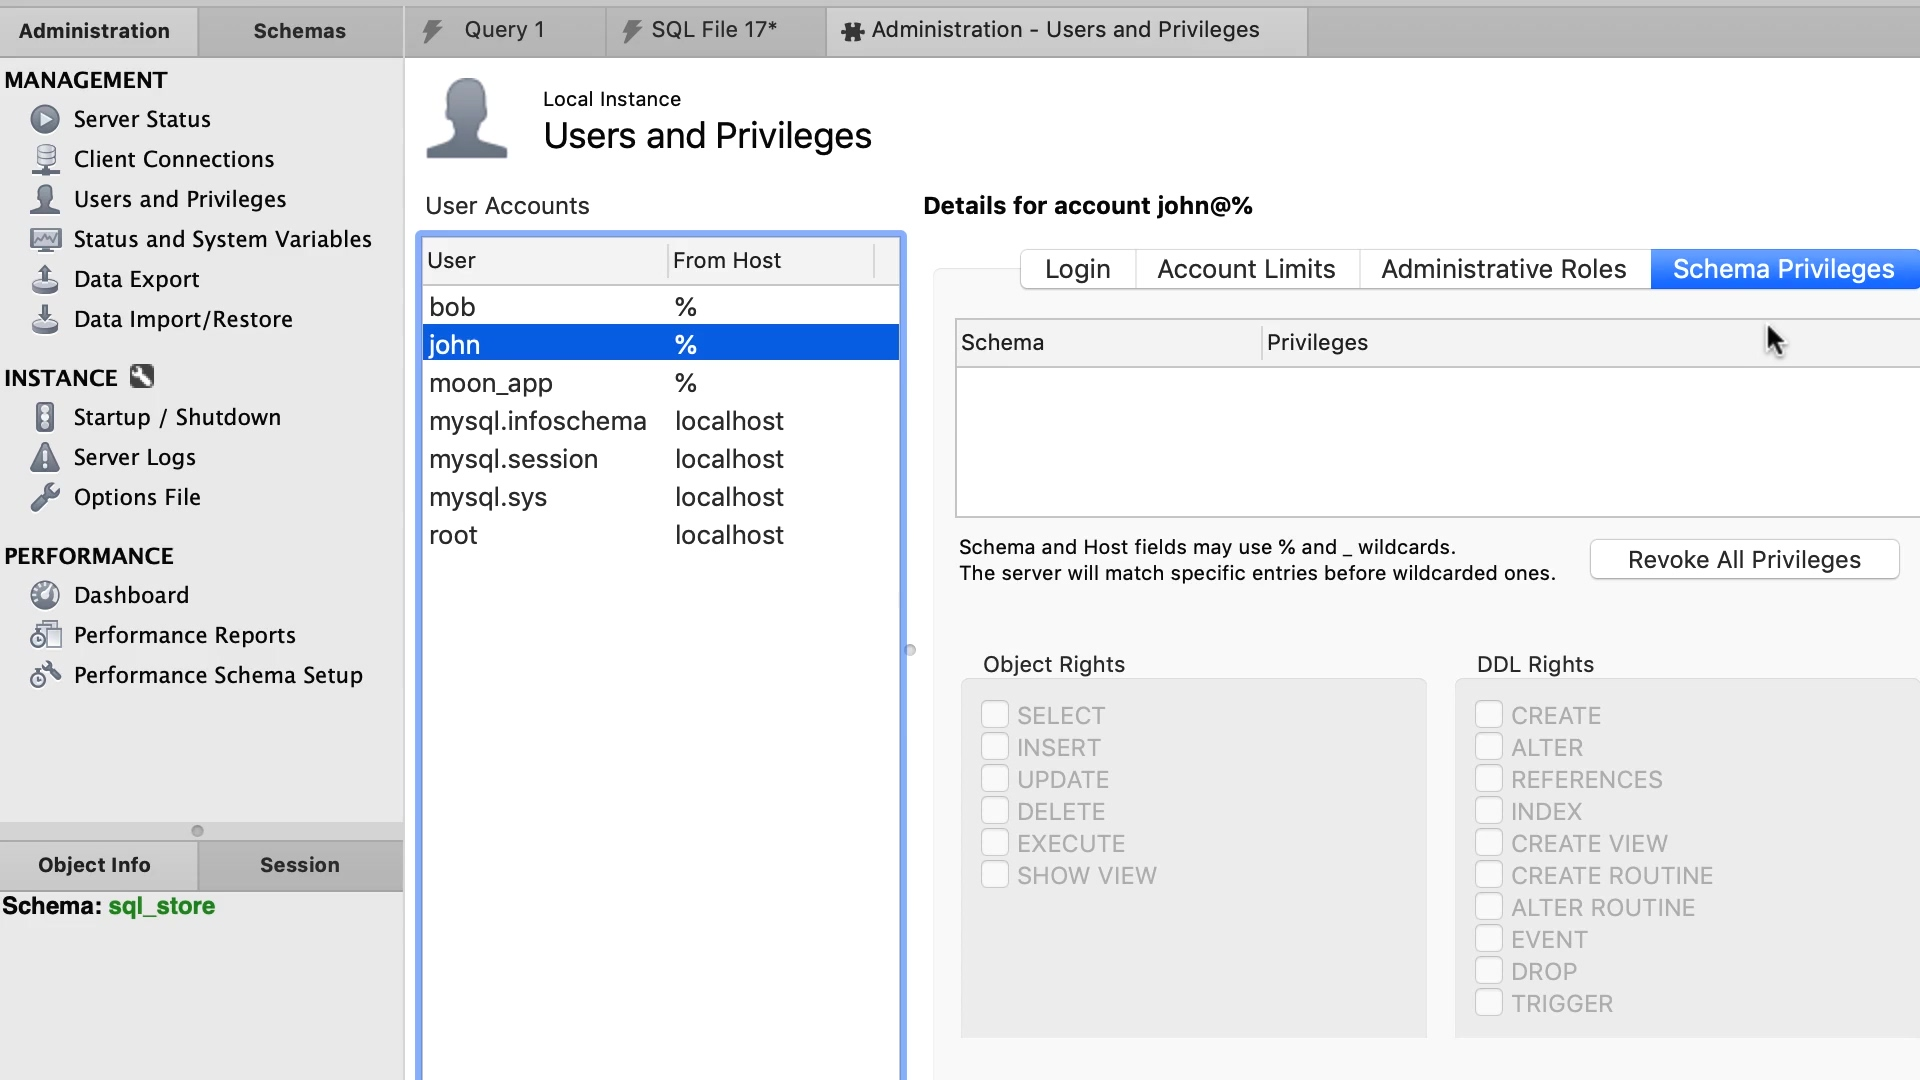 Administration
Schemas
Query 1
SQL File 17*
Administration - Users and Privileges
MANAGEMENT
Server Status
Client Connections
Users and Privileges
Status and System Variables
Data Export
Data Import/Restore
INSTANCE
Startup / Shutdown
Server Logs
Options File
PERFORMANCE
Dashboard
Performance Reports
Performance Schema Setup
Object Info
Session
Schema: sql_store
Local Instance
Users and Privileges
User Accounts
User From Host
bob %
john %
moon_app %
mysql.infoschema localhost
mysql.session localhost
mysql.sys localhost
root localhost
Details for account john@%
Login Account Limits Administrative Roles Schema Privileges
Schema Privileges
Schema and Host fields may use % and _ wildcards.
The server will match specific entries before wildcarded ones.
Revoke All Privileges
Object Rights
SELECT
INSERT
UPDATE
DELETE
EXECUTE
SHOW VIEW
DDL Rights
CREATE
ALTER
REFERENCES
INDEX
CREATE VIEW
CREATE ROUTINE
ALTER ROUTINE
EVENT
DROP
TRIGGER